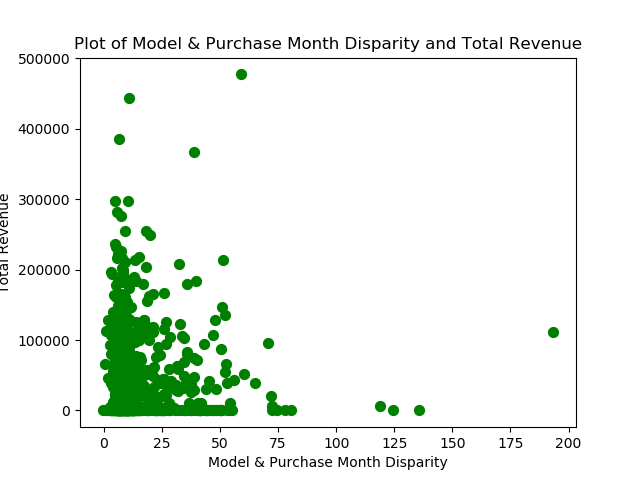 Plot of Model & Purchase Month Disparity and Total Revenue
500000
400000
300000
200000
100000
0
Total Revenue
0 25 50 75 100 125 150 175 200
Model & Purchase Month Disparity